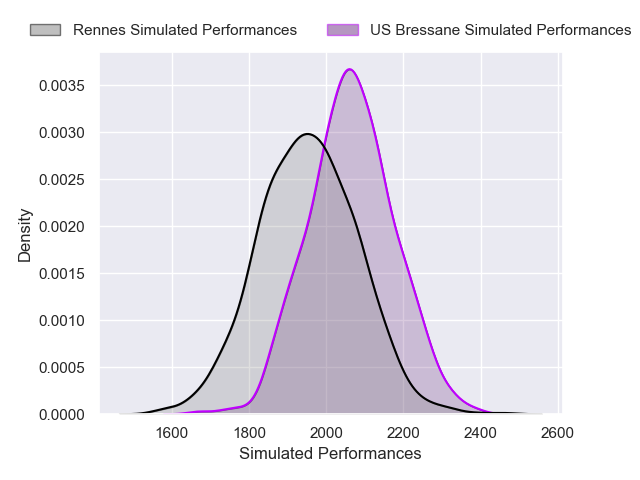 Rennes Simulated Performances
US Bressane Simulated Performances
0.0035
0.0030
0.0025
0.0020
0.0015
0.0010
0.0005
0.0000
Density
1600 1800 2000 2200 2400 2600
Simulated Performances